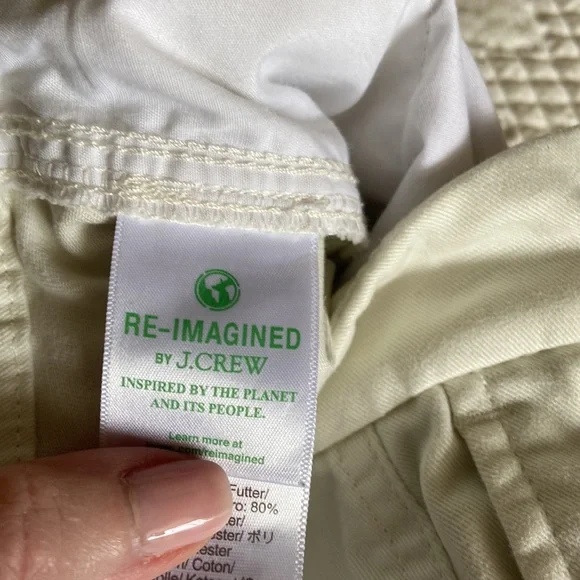 RE-IMAGINED
BY J.CREW
INSPIRED BY THE PLANET
AND ITS PEOPLE.
Learn more at
.com/reimagined
Futter/
ro: 80%
er/
ster/ ポリ
ester
/ Coton/